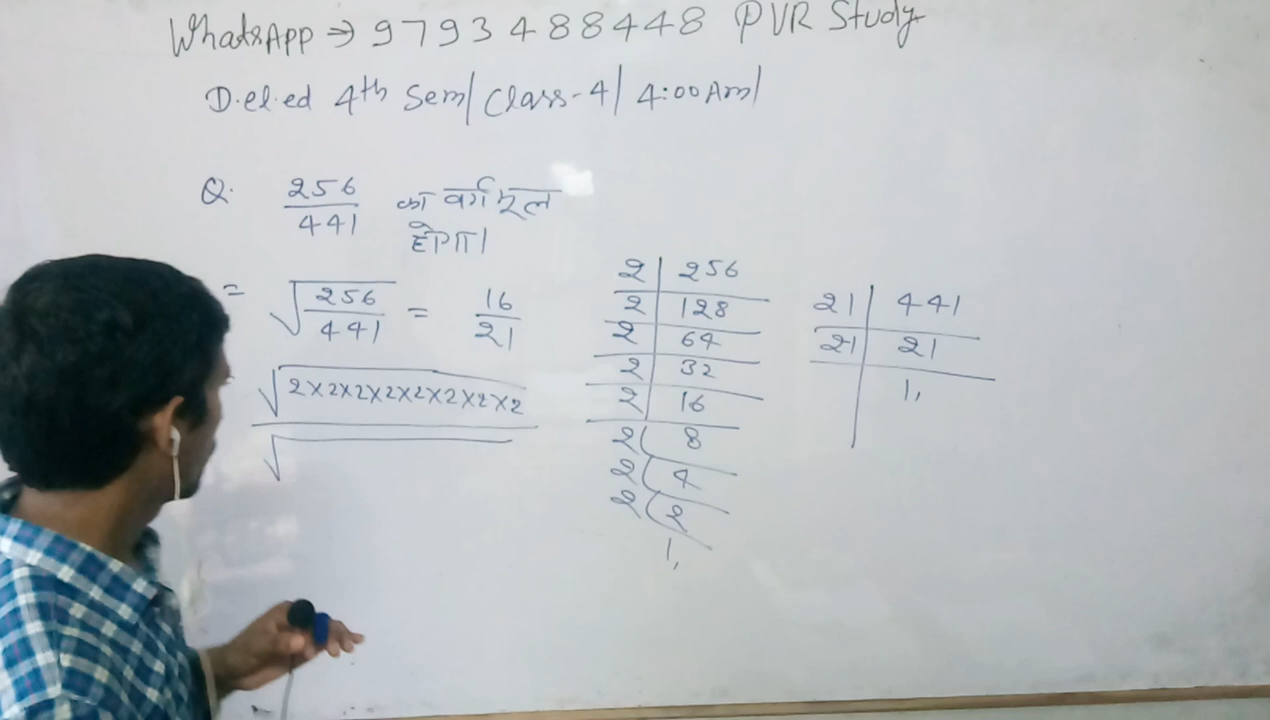 WhatsApp ⇒ 9793488448 PVR Study
D.el.ed 4th Sem/Class-4/ 4:00Am/
Q. 256/441 का वर्गमूल
होगा।
= √256/441 = 16/21
√2×2×2×2×2×2×2×2
√
2 | 256
2 | 128
2 | 64
2 | 32
2 | 16
2 | 8
2 | 4
2 | 2
1,
21 | 441
21 | 21
1,